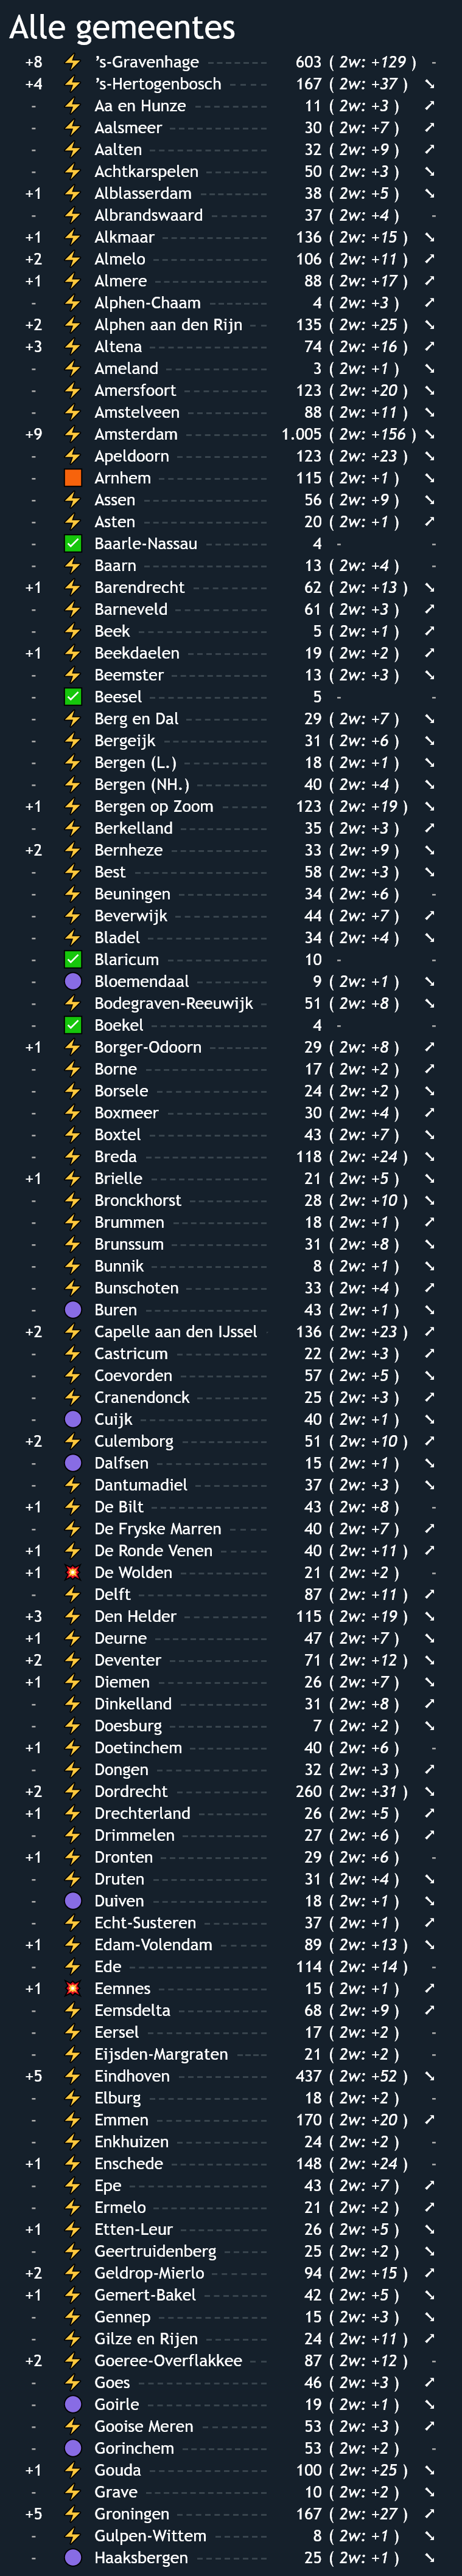 Alle gemeentes
+8 ⚡ ’s-Gravenhage 603 ( 2w: +129 ) -
+4 ⚡ ’s-Hertogenbosch 167 ( 2w: +37 ) ↘
- ⚡ Aa en Hunze 11 ( 2w: +3 ) ↗
- ⚡ Aalsmeer 30 ( 2w: +7 ) ↗
- ⚡ Aalten 32 ( 2w: +9 ) ↗
- ⚡ Achtkarspelen 50 ( 2w: +3 ) ↘
+1 ⚡ Alblasserdam 38 ( 2w: +5 ) ↘
- ⚡ Albrandswaard 37 ( 2w: +4 ) -
+1 ⚡ Alkmaar 136 ( 2w: +15 ) ↘
+2 ⚡ Almelo 106 ( 2w: +11 ) ↗
+1 ⚡ Almere 88 ( 2w: +17 ) ↗
- ⚡ Alphen-Chaam 4 ( 2w: +3 ) ↗
+2 ⚡ Alphen aan den Rijn 135 ( 2w: +25 ) ↘
+3 ⚡ Altena 74 ( 2w: +16 ) ↗
- ⚡ Ameland 3 ( 2w: +1 ) ↘
- ⚡ Amersfoort 123 ( 2w: +20 ) ↘
- ⚡ Amstelveen 88 ( 2w: +11 ) ↘
+9 ⚡ Amsterdam 1.005 ( 2w: +156 ) ↘
- ⚡ Apeldoorn 123 ( 2w: +23 ) ↘
- Arnhem 115 ( 2w: +1 ) ↘
- ⚡ Assen 56 ( 2w: +9 ) ↘
- ⚡ Asten 20 ( 2w: +1 ) ↗
- ✅ Baarle-Nassau 4 - -
- ⚡ Baarn 13 ( 2w: +4 ) -
+1 ⚡ Barendrecht 62 ( 2w: +13 ) ↘
- ⚡ Barneveld 61 ( 2w: +3 ) ↗
- ⚡ Beek 5 ( 2w: +1 ) ↗
+1 ⚡ Beekdaelen 19 ( 2w: +2 ) ↗
- ⚡ Beemster 13 ( 2w: +3 ) ↘
- ✅ Beesel 5 - -
- ⚡ Berg en Dal 29 ( 2w: +7 ) ↘
- ⚡ Bergeijk 31 ( 2w: +6 ) ↘
- ⚡ Bergen (L.) 18 ( 2w: +1 ) ↘
- ⚡ Bergen (NH.) 40 ( 2w: +4 ) ↘
+1 ⚡ Bergen op Zoom 123 ( 2w: +19 ) ↘
- ⚡ Berkelland 35 ( 2w: +3 ) ↗
+2 ⚡ Bernheze 33 ( 2w: +9 ) ↘
- ⚡ Best 58 ( 2w: +3 ) ↘
- ⚡ Beuningen 34 ( 2w: +6 ) -
- ⚡ Beverwijk 44 ( 2w: +7 ) ↗
- ⚡ Bladel 34 ( 2w: +4 ) ↘
- ✅ Blaricum 10 - -
- Bloemendaal 9 ( 2w: +1 ) ↘
- ⚡ Bodegraven-Reeuwijk 51 ( 2w: +8 ) ↘
- ✅ Boekel 4 - -
+1 ⚡ Borger-Odoorn 29 ( 2w: +8 ) ↗
- ⚡ Borne 17 ( 2w: +2 ) ↗
- ⚡ Borsele 24 ( 2w: +2 ) ↘
- ⚡ Boxmeer 30 ( 2w: +4 ) ↗
- ⚡ Boxtel 43 ( 2w: +7 ) ↘
- ⚡ Breda 118 ( 2w: +24 ) ↘
+1 ⚡ Brielle 21 ( 2w: +5 ) ↘
- ⚡ Bronckhorst 28 ( 2w: +10 ) ↘
- ⚡ Brummen 18 ( 2w: +1 ) ↗
- ⚡ Brunssum 31 ( 2w: +8 ) ↘
- ⚡ Bunnik 8 ( 2w: +1 ) ↘
- ⚡ Bunschoten 33 ( 2w: +4 ) ↗
- Buren 43 ( 2w: +1 ) ↘
+2 ⚡ Capelle aan den IJssel 136 ( 2w: +23 ) ↗
- ⚡ Castricum 22 ( 2w: +3 ) ↗
- ⚡ Coevorden 57 ( 2w: +5 ) ↘
- ⚡ Cranendonck 25 ( 2w: +3 ) ↗
- Cuijk 40 ( 2w: +1 ) ↘
+2 ⚡ Culemborg 51 ( 2w: +10 ) ↗
- Dalfsen 15 ( 2w: +1 ) ↘
- ⚡ Dantumadiel 37 ( 2w: +3 ) ↘
+1 ⚡ De Bilt 43 ( 2w: +8 ) -
- ⚡ De Fryske Marren 40 ( 2w: +7 ) ↗
+1 ⚡ De Ronde Venen 40 ( 2w: +11 ) ↗
+1 💥 De Wolden 21 ( 2w: +2 ) -
- ⚡ Delft 87 ( 2w: +11 ) ↗
+3 ⚡ Den Helder 115 ( 2w: +19 ) ↘
+1 ⚡ Deurne 47 ( 2w: +7 ) ↘
+2 ⚡ Deventer 71 ( 2w: +12 ) ↘
+1 ⚡ Diemen 26 ( 2w: +7 ) ↘
- ⚡ Dinkelland 31 ( 2w: +8 ) ↗
- ⚡ Doesburg 7 ( 2w: +2 ) ↘
+1 ⚡ Doetinchem 40 ( 2w: +6 ) -
- ⚡ Dongen 32 ( 2w: +3 ) ↗
+2 ⚡ Dordrecht 260 ( 2w: +31 ) ↘
+1 ⚡ Drechterland 26 ( 2w: +5 ) ↗
- ⚡ Drimmelen 27 ( 2w: +6 ) ↗
+1 ⚡ Dronten 29 ( 2w: +6 ) -
- ⚡ Druten 31 ( 2w: +4 ) ↘
- Duiven 18 ( 2w: +1 ) ↘
- ⚡ Echt-Susteren 37 ( 2w: +1 ) ↗
+1 ⚡ Edam-Volendam 89 ( 2w: +13 ) ↘
- ⚡ Ede 114 ( 2w: +14 ) -
+1 💥 Eemnes 15 ( 2w: +1 ) ↗
- ⚡ Eemsdelta 68 ( 2w: +9 ) ↗
- ⚡ Eersel 17 ( 2w: +2 ) -
- ⚡ Eijsden-Margraten 21 ( 2w: +2 ) -
+5 ⚡ Eindhoven 437 ( 2w: +52 ) ↘
- ⚡ Elburg 18 ( 2w: +2 ) -
- ⚡ Emmen 170 ( 2w: +20 ) ↗
- ⚡ Enkhuizen 24 ( 2w: +2 ) -
+1 ⚡ Enschede 148 ( 2w: +24 ) -
- ⚡ Epe 43 ( 2w: +7 ) ↗
- ⚡ Ermelo 21 ( 2w: +2 ) ↗
+1 ⚡ Etten-Leur 26 ( 2w: +5 ) ↘
- ⚡ Geertruidenberg 25 ( 2w: +2 ) ↘
+2 ⚡ Geldrop-Mierlo 94 ( 2w: +15 ) ↗
+1 ⚡ Gemert-Bakel 42 ( 2w: +5 ) ↘
- ⚡ Gennep 15 ( 2w: +3 ) ↘
- ⚡ Gilze en Rijen 24 ( 2w: +11 ) ↗
+2 ⚡ Goeree-Overflakkee 87 ( 2w: +12 ) -
- ⚡ Goes 46 ( 2w: +3 ) ↗
- Goirle 19 ( 2w: +1 ) ↘
- ⚡ Gooise Meren 53 ( 2w: +3 ) ↗
- Gorinchem 53 ( 2w: +2 ) -
+1 ⚡ Gouda 100 ( 2w: +25 ) ↘
- ⚡ Grave 10 ( 2w: +2 ) ↘
+5 ⚡ Groningen 167 ( 2w: +27 ) ↗
- ⚡ Gulpen-Wittem 8 ( 2w: +1 ) ↘
- Haaksbergen 25 ( 2w: +1 ) ↘